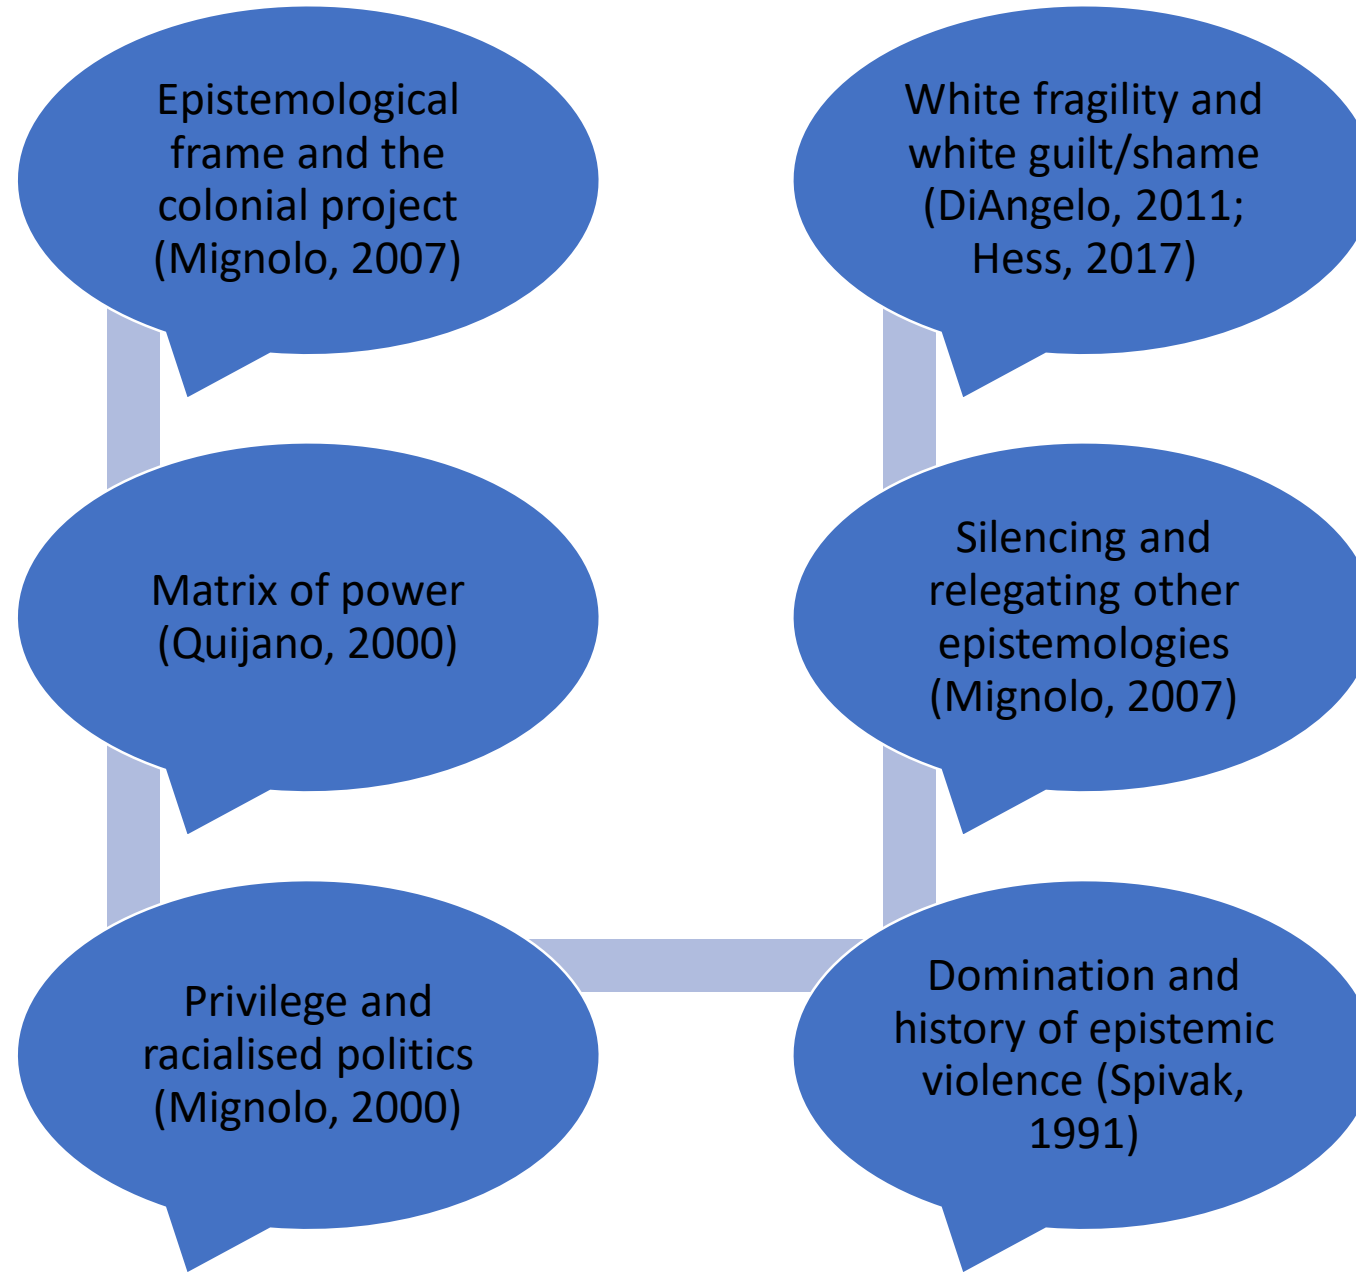 Epistemological
frame and the
colonial project
(Mignolo, 2007)
Matrix of power
(Quijano, 2000)
Privilege and
racialised politics
(Mignolo, 2000)
Domination and
history of epistemic
violence (Spivak,
1991)
Silencing and
relegating other
epistemologies
(Mignolo, 2007)
White fragility and
white guilt/shame
(DiAngelo, 2011;
Hess, 2017)